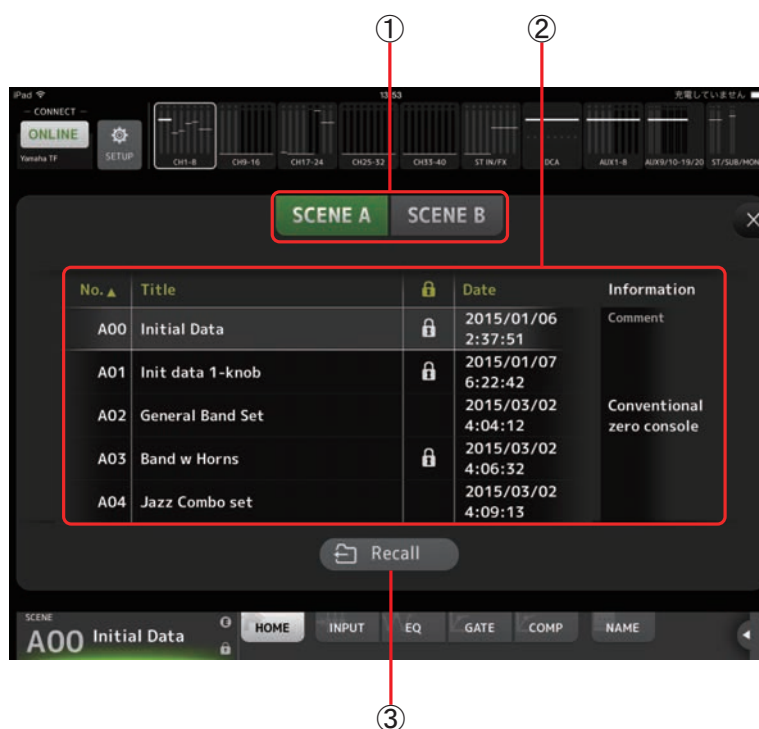 ① ②
iPad 13:53 充電していません
CONNECT
ONLINE
Yamaha TF
SETUP
CH1-8 CH9-16 CH17-24 CH25-32 CH33-40 ST IN/FX DCA AUX1-8 AUX9/10-19/20 ST/SUB/MON
SCENE A SCENE B
No. Title Date Information
A00 Initial Data 2015/01/06 2:37:51 Comment
A01 Init data 1-knob 2015/01/07 6:22:42
A02 General Band Set 2015/03/02 4:04:12 Conventional zero console
A03 Band w Horns 2015/03/02 4:06:32
A04 Jazz Combo set 2015/03/02 4:09:13
Recall
SCENE
A00 Initial Data HOME INPUT EQ GATE COMP NAME
③